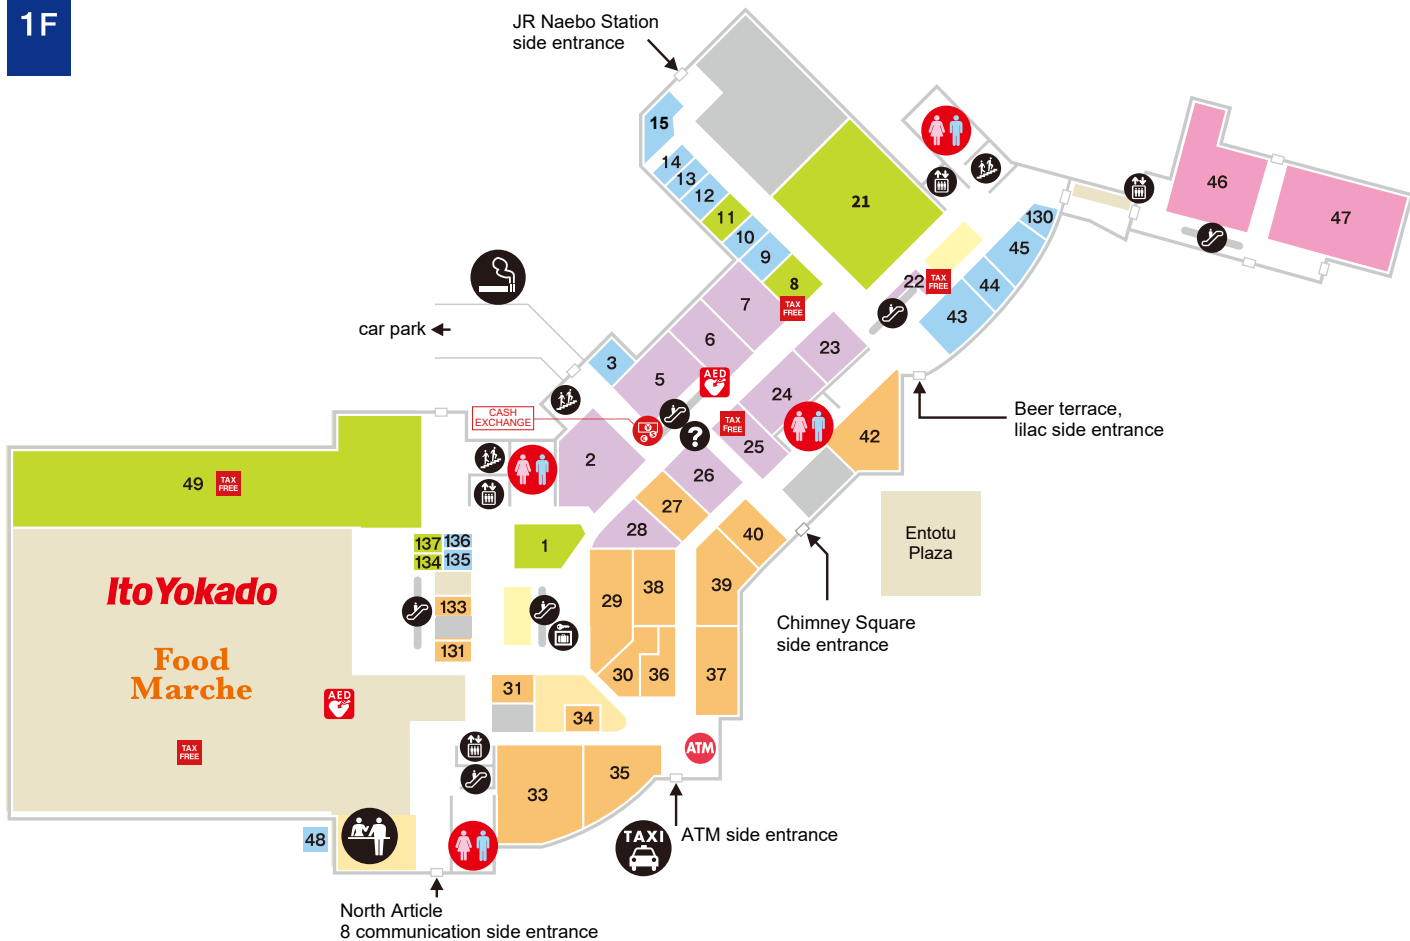 1F
JR Naebo Station
side entrance
15
14
13
12
11
10
9
8
TAX
FREE
21
130
45
44
43
22
TAX
FREE
46
47
car park
7
6
5
3
AED
23
24
CASH
EXCHANGE
?
TAX
FREE
25
42
Beer terrace,
lilac side entrance
2
26
27
28
49
TAX
FREE
Entotu
Plaza
40
39
1
137
136
134
135
133
131
29
38
30
36
37
Chimney Square
side entrance
ItoYokado
Food
Marche
AED
TAX
FREE
31
34
33
35
ATM
ATM side entrance
TAXI
48
North Article
8 communication side entrance